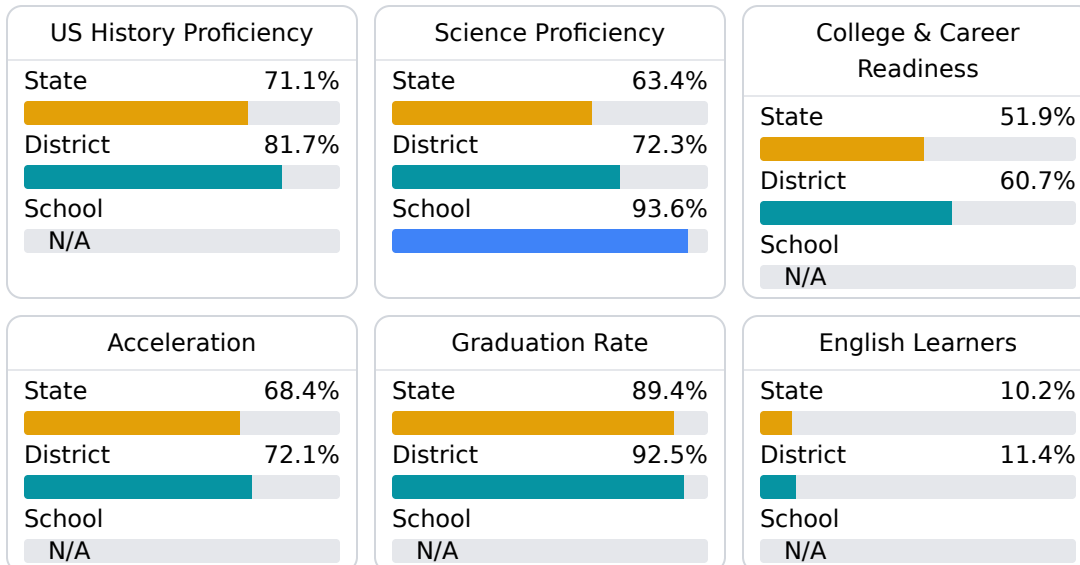 US History Proficiency
State 71.1%
District 81.7%
School
N/A
Science Proficiency
State 63.4%
District 72.3%
School 93.6%
College & Career
Readiness
State 51.9%
District 60.7%
School
N/A
Acceleration
State 68.4%
District 72.1%
School
N/A
Graduation Rate
State 89.4%
District 92.5%
School
N/A
English Learners
State 10.2%
District 11.4%
School
N/A